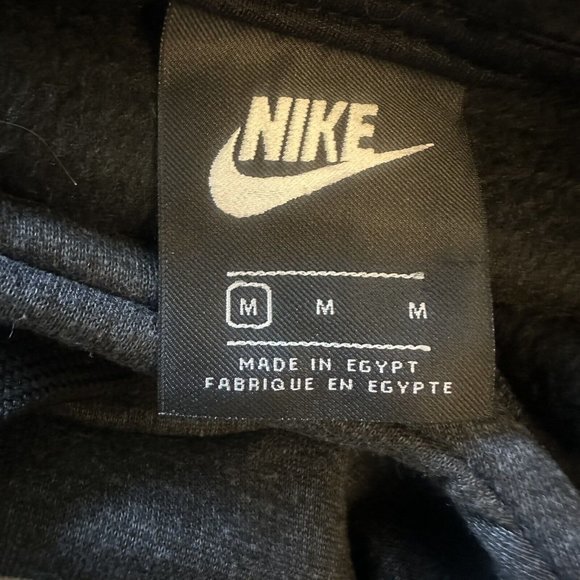 NIKE
M M M
MADE IN EGYPT
FABRIQUE EN EGYPTE